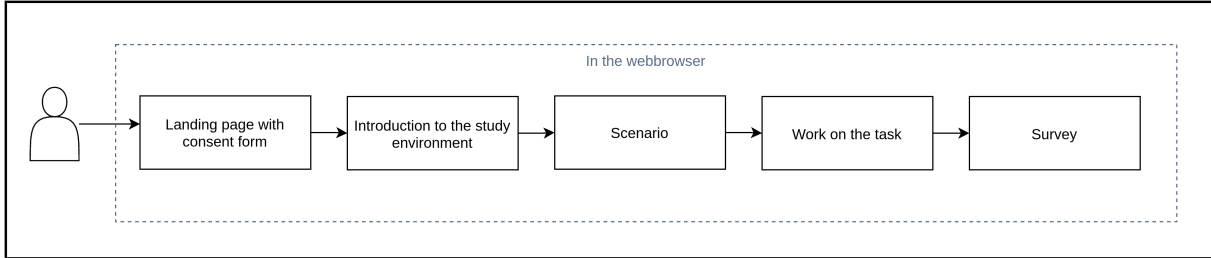 In the webbrowser
Landing page with
consent form
Introduction to the study
environment
Scenario
Work on the task
Survey